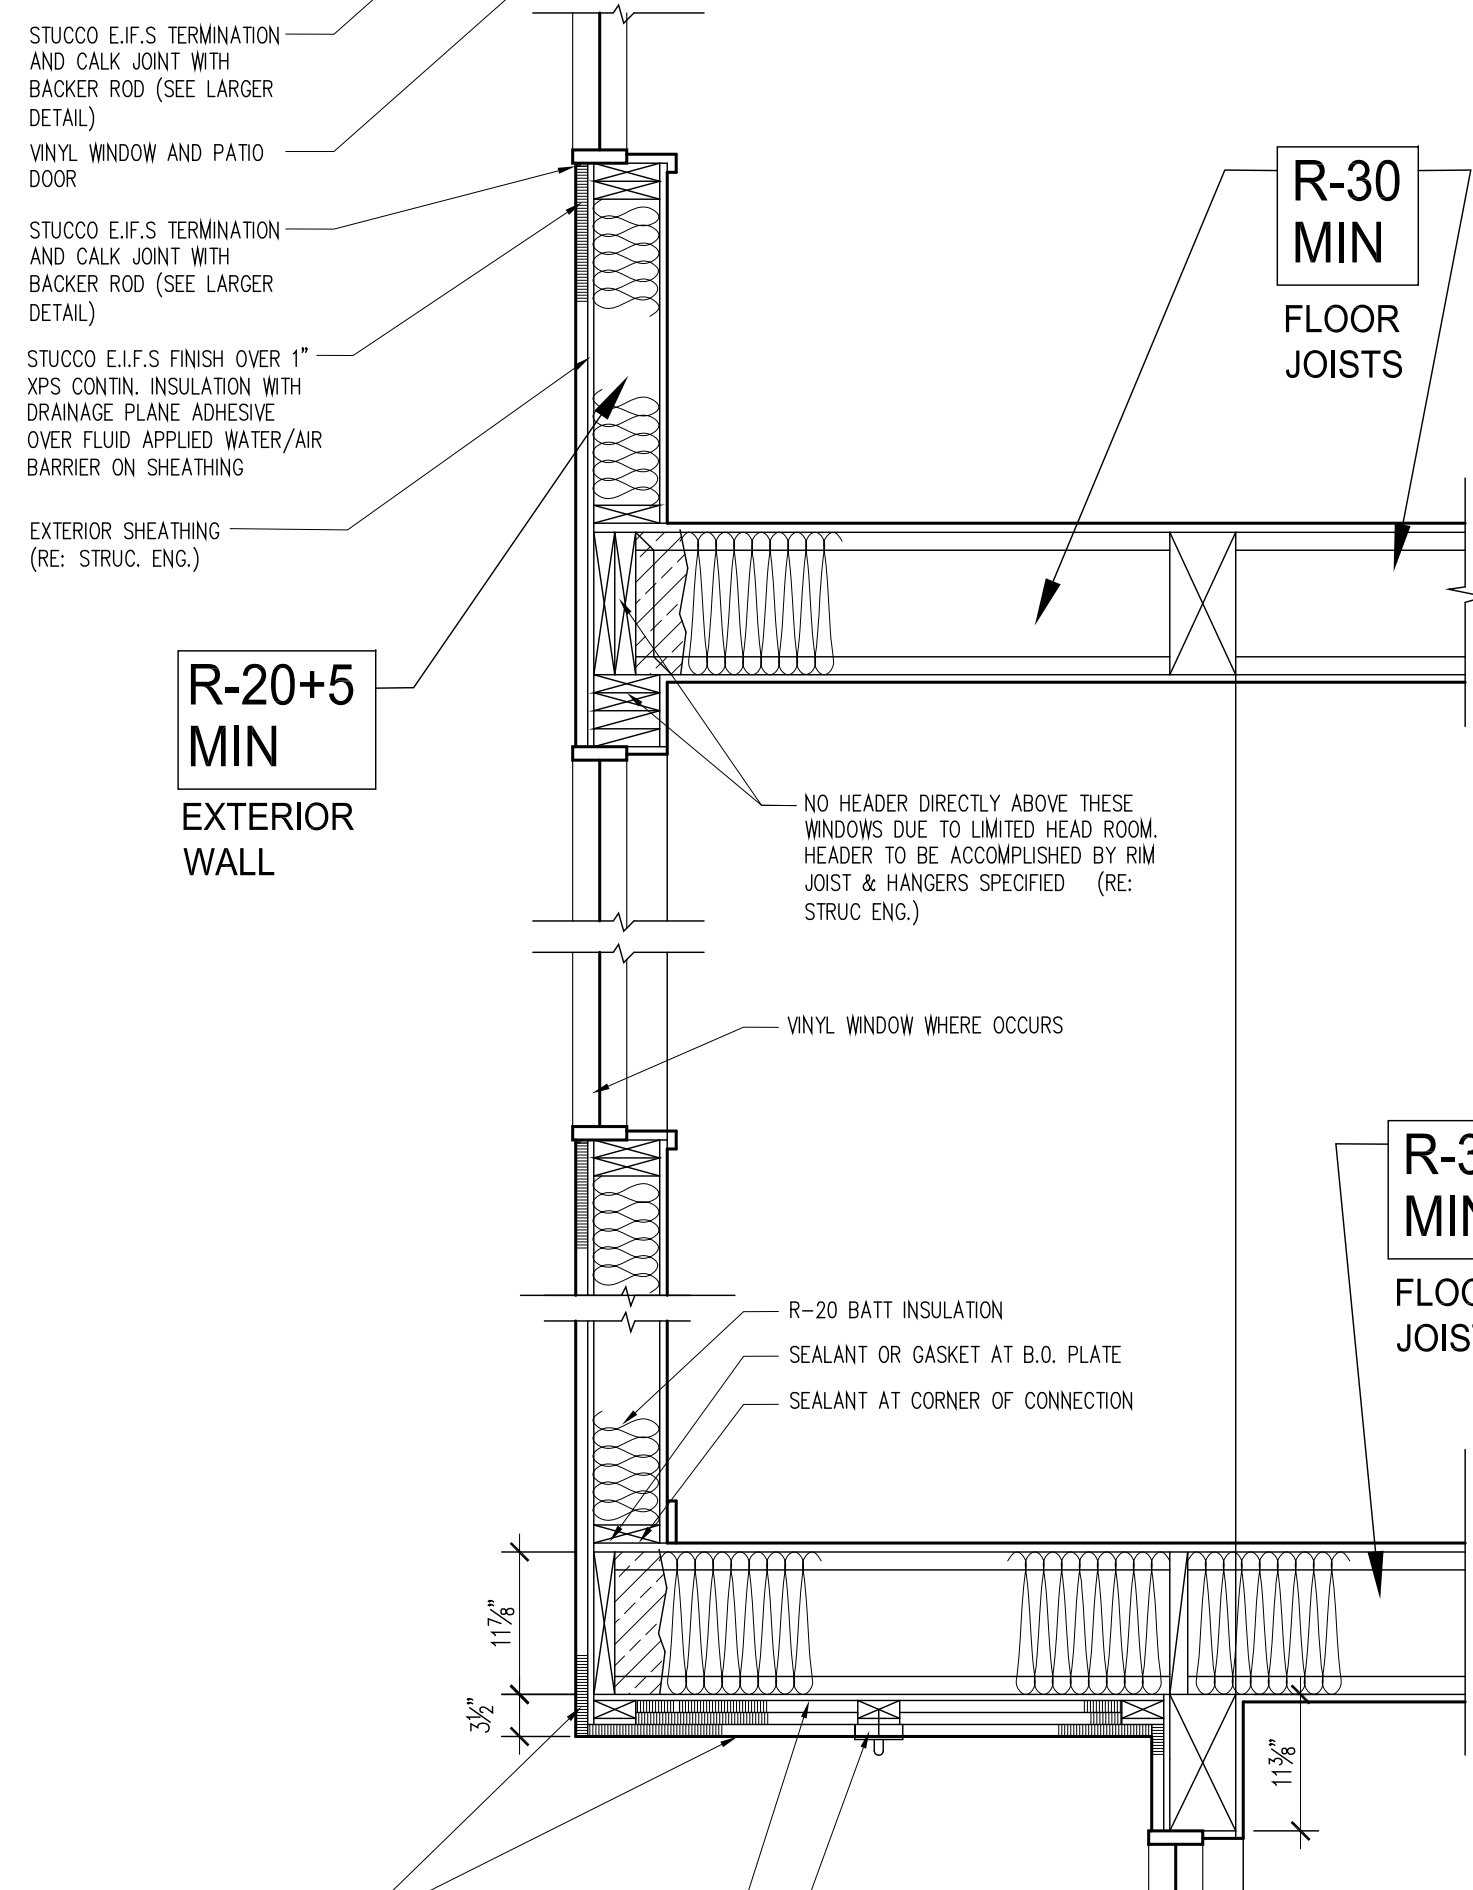 STUCCO E.IF.S TERMINATION
AND CALK JOINT WITH
BACKER ROD (SEE LARGER
DETAIL)
VINYL WINDOW AND PATIO
DOOR
STUCCO E.IF.S TERMINATION
AND CALK JOINT WITH
BACKER ROD (SEE LARGER
DETAIL)
STUCCO E.I.F.S FINISH OVER 1"
XPS CONTIN. INSULATION WITH
DRAINAGE PLANE ADHESIVE
OVER FLUID APPLIED WATER/AIR
BARRIER ON SHEATHING
EXTERIOR SHEATHING
(RE: STRUC. ENG.)
R-20+5
MIN
EXTERIOR
WALL
R-30
MIN
FLOOR
JOISTS
NO HEADER DIRECTLY ABOVE THESE
WINDOWS DUE TO LIMITED HEAD ROOM.
HEADER TO BE ACCOMPLISHED BY RIM
JOIST & HANGERS SPECIFIED (RE:
STRUC ENG.)
VINYL WINDOW WHERE OCCURS
R-20 BATT INSULATION
SEALANT OR GASKET AT B.O. PLATE
SEALANT AT CORNER OF CONNECTION
11⅞"
3½"
11⅜"